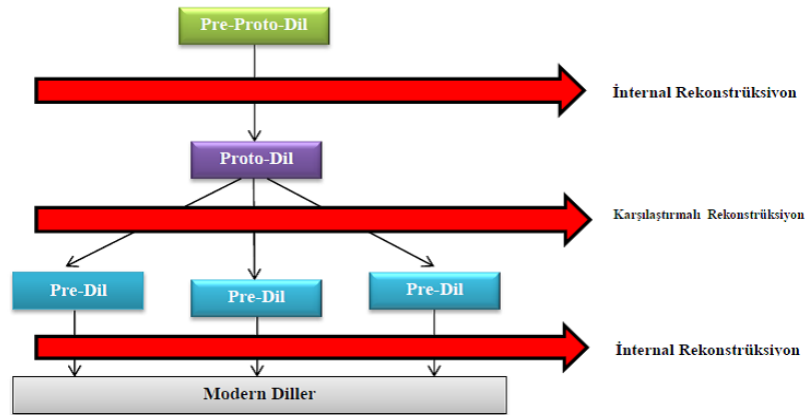 Pre-Proto-Dil
İnternal Rekonstrüksivon
Proto-Dil
Karşılaştırmalı Rekonstrüksiyon
Pre-Dil
Pre-Dil
Pre-Dil
İnternal Rekonstrüksivon
Modern Diller